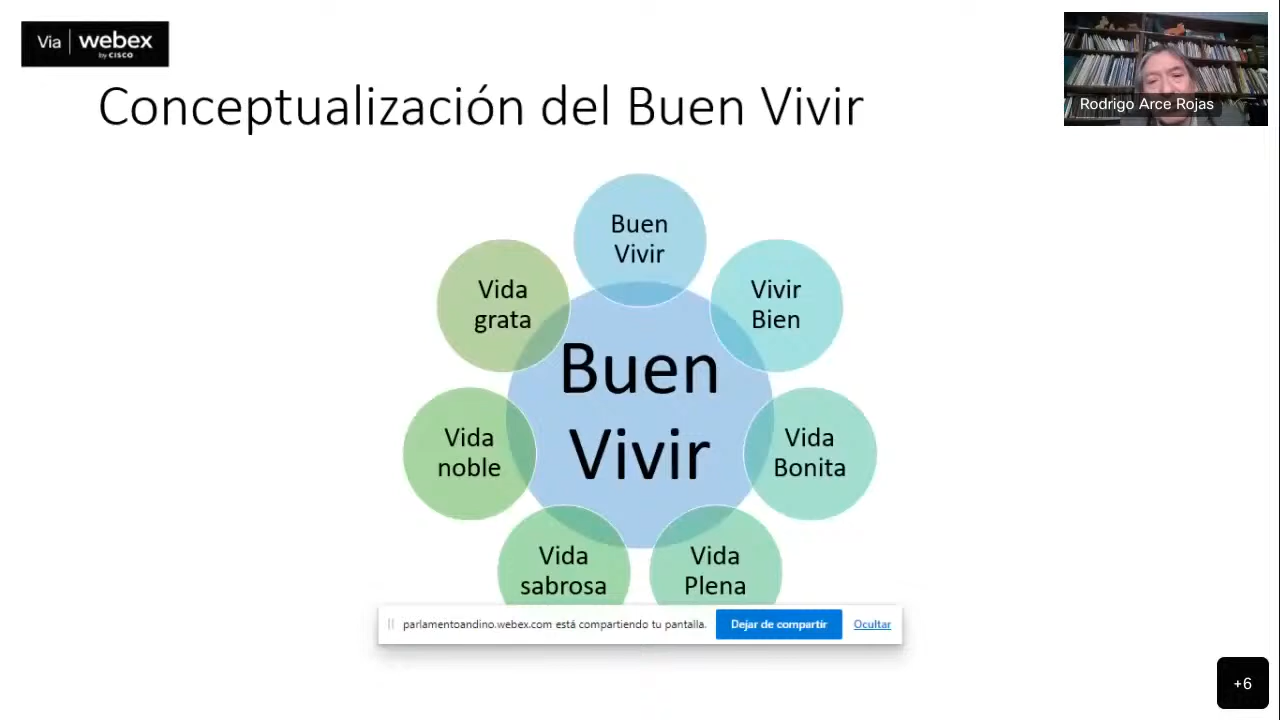 Via webex
by CISCO
Rodrigo Arce Rojas
Conceptualización del Buen Vivir
Buen
Vivir
Vida
grata
Vivir
Bien
Buen
Vivir
Vida
noble
Vida
Bonita
Vida
sabrosa
Vida
Plena
parlamentoandino.webex.com está compartiendo tu pantalla.
Dejar de compartir
Ocultar
+6